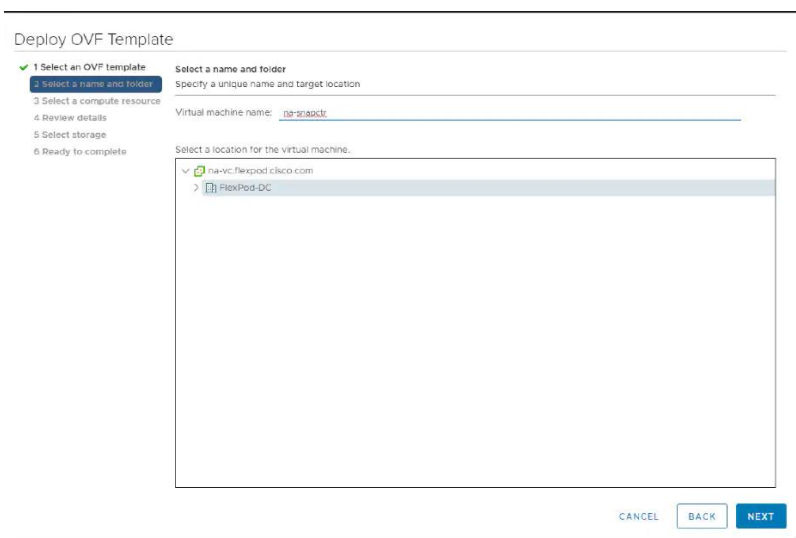 Deploy OVF Template
1 Select an OVF template
2 Select a name and folder
3 Select a compute resource
4 Review details
5 Select storage
6 Ready to complete
Select a name and folder
Specify a unique name and target location
Virtual machine name: na-snapctr
Select a location for the virtual machine.
na-vc.flexpod.cisco.com
FlexPod-DC
CANCEL BACK NEXT